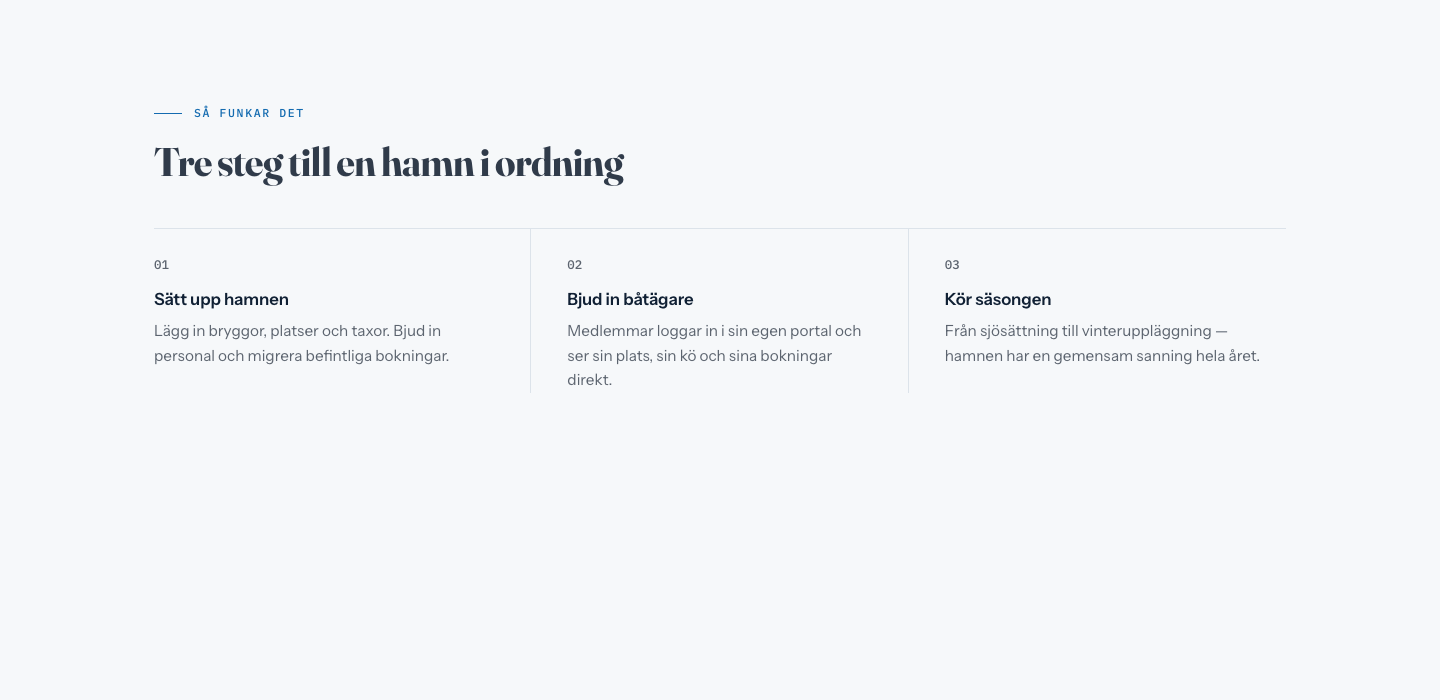 SÅ FUNKAR DET
Tre steg till en hamn i ordning
01
Sätt upp hamnen
Lägg in bryggor, platser och taxor. Bjud in
personal och migrera befintliga bokningar.
02
Bjud in båtägare
Medlemmar loggar in i sin egen portal och
ser sin plats, sin kö och sina bokningar
direkt.
03
Kör säsongen
Från sjösättning till vinteruppläggning —
hamnen har en gemensam sanning hela året.